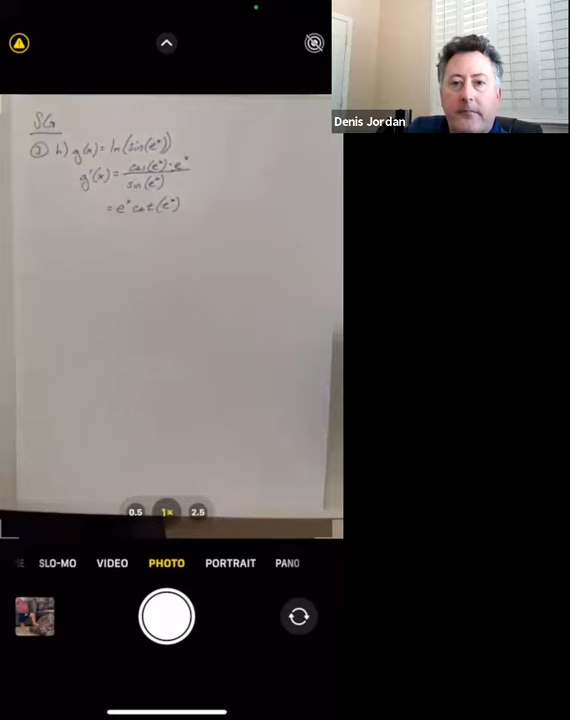 Denis Jordan
SG
③ h) g(x) = ln(sin(eˣ))
g'(x) = cos(eˣ)·eˣ
sin(eˣ)
= eˣ cot(eˣ)
0.5 1× 2.5
SLO-MO VIDEO PHOTO PORTRAIT PANO